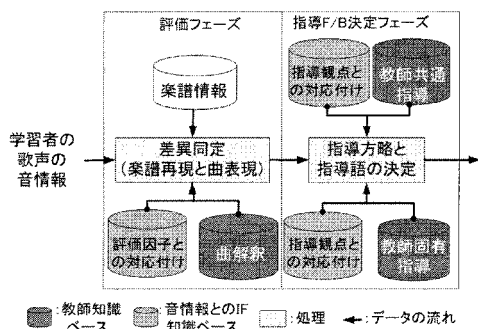 評価フェーズ
指導F/B決定フェーズ
楽譜情報
指導観点と
の対応付け
教師共通
指導
学習者の
歌声の
音情報
差異同定
(楽譜再現と曲表現)
指導方略と
指導語の決定
評価因子と
の対応付け
曲解釈
指導観点と
の対応付け
教師固有
指導
:教師知識
ベース
:音情報とのIF
知識ベース
:処理
:データの流れ